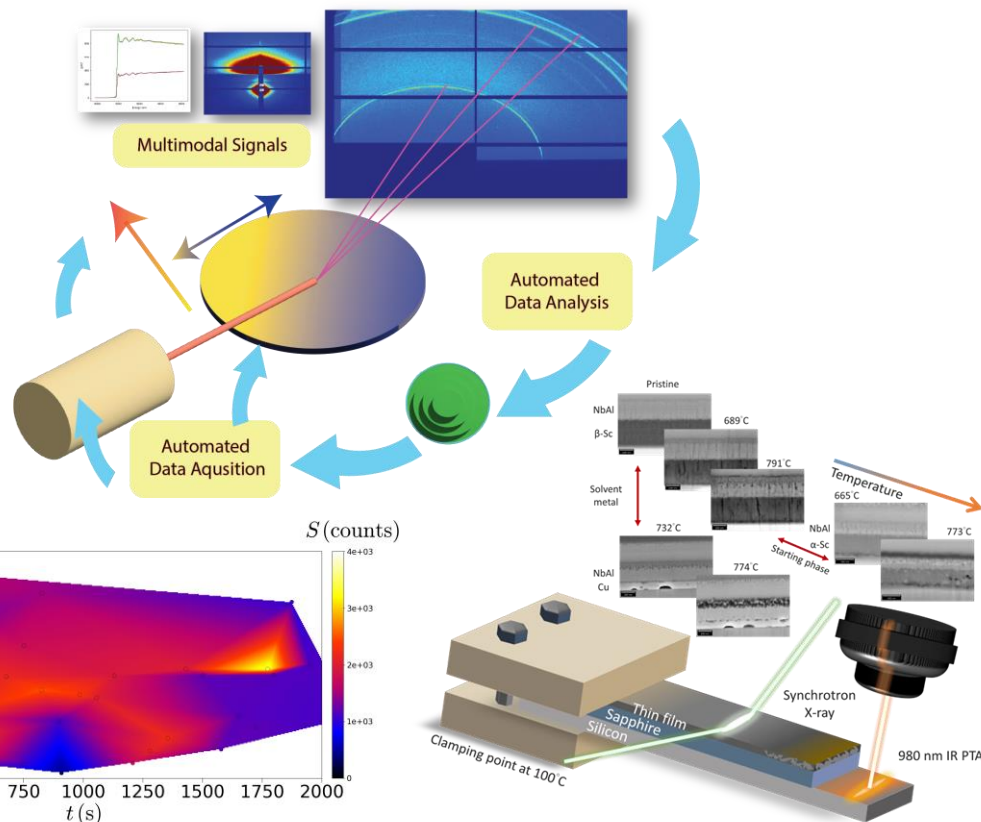 Multimodal Signals
Automated
Data Analysis
Automated
Data Aqusition
Pristine
NbAl
β-Sc
689°C
791°C
Solvent
metal
Temperature
665°C
773°C
NbAl
α-Sc
Starting phase
732°C
774°C
NbAl
Cu
S (counts)
4e+03
3e+03
2e+03
1e+03
0
750
1000
1250
1500
1750
2000
t (s)
Thin film
Sapphire
Silicon
Clamping point at 100°C
Synchrotron
X-ray
980 nm IR PTA